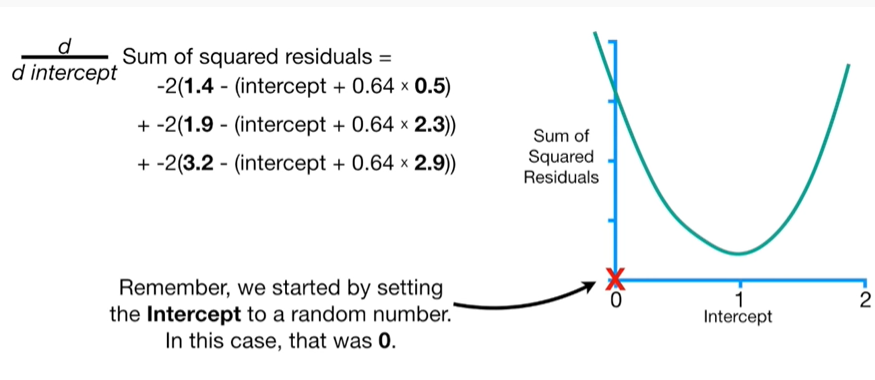 d
d intercept
Sum of squared residuals =
-2(1.4 - (intercept + 0.64 × 0.5)
+ -2(1.9 - (intercept + 0.64 × 2.3))
+ -2(3.2 - (intercept + 0.64 × 2.9))
Sum of
Squared
Residuals
Remember, we started by setting
the Intercept to a random number.
In this case, that was 0.
0
1
2
Intercept